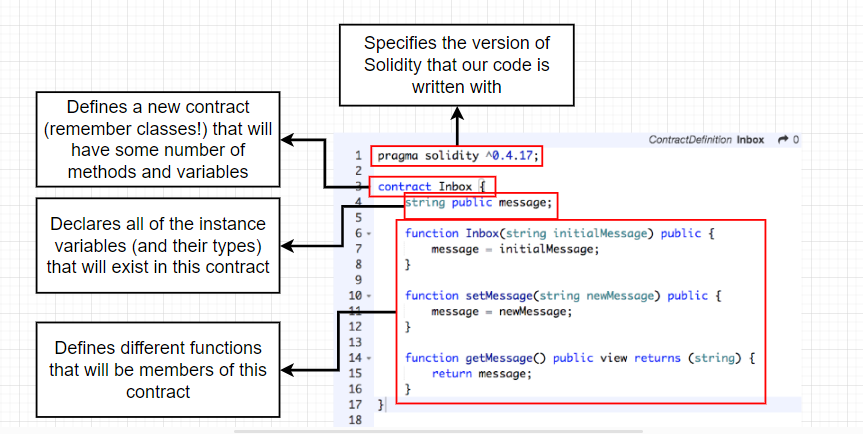 Specifies the version of
Solidity that our code is
written with
Defines a new contract
(remember classes!) that will
have some number of
methods and variables
Declares all of the instance
variables (and their types)
that will exist in this contract
Defines different functions
that will be members of this
contract
ContractDefinition Inbox 0
1 pragma solidity ^0.4.17;
2
3 contract Inbox {
4 string public message;
5
6 function Inbox(string initialMessage) public {
7 message = initialMessage;
8 }
9
10 function setMessage(string newMessage) public {
11 message = newMessage;
12 }
13
14 function getMessage() public view returns (string) {
15 return message;
16 }
17 }
18